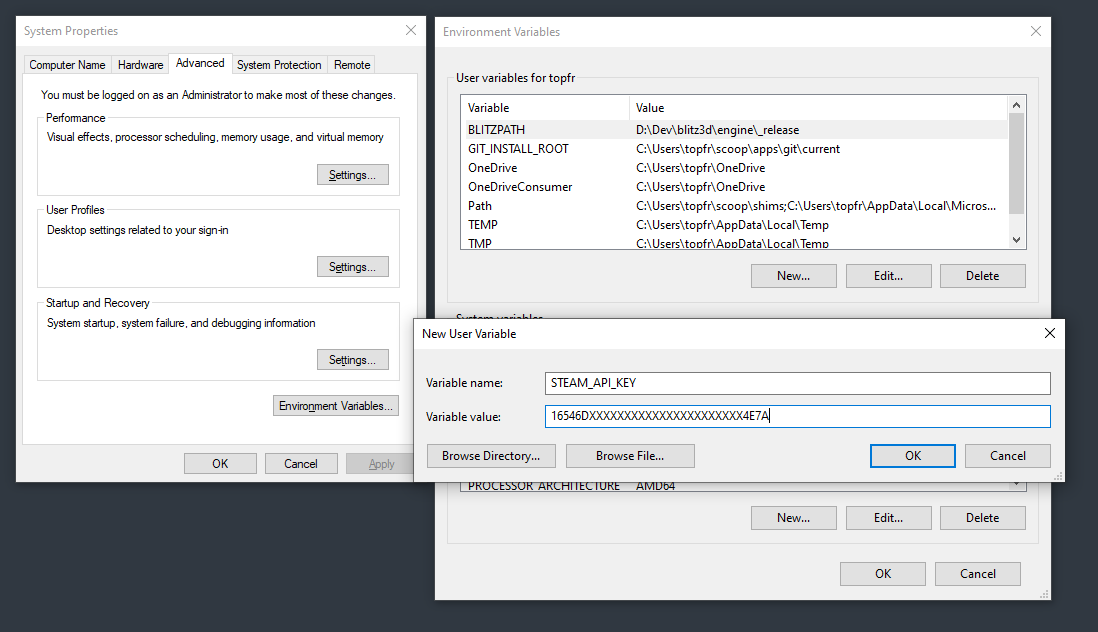 System Properties
Computer Name Hardware Advanced System Protection Remote
You must be logged on as an Administrator to make most of these changes.
Performance
Visual effects, processor scheduling, memory usage, and virtual memory
Settings...
User Profiles
Desktop settings related to your sign-in
Settings...
Startup and Recovery
System startup, system failure, and debugging information
Settings...
Environment Variables...
OK Cancel Apply
Environment Variables
User variables for topfr
Variable Value
BLITZPATH D:\Dev\blitz3d\engine\_release
GIT_INSTALL_ROOT C:\Users\topfr\scoop\apps\git\current
OneDrive C:\Users\topfr\OneDrive
OneDriveConsumer C:\Users\topfr\OneDrive
Path C:\Users\topfr\scoop\shims;C:\Users\topfr\AppData\Local\Micros...
TEMP C:\Users\topfr\AppData\Local\Temp
TMP C:\Users\topfr\AppData\Local\Temp
New... Edit... Delete
System variables
New User Variable
Variable name: STEAM_API_KEY
Variable value: 16546DXXXXXXXXXXXXXXXXXXXXXX4E7A
Browse Directory... Browse File... OK Cancel
PROCESSOR_ARCHITECTURE AMD64
New... Edit... Delete
OK Cancel